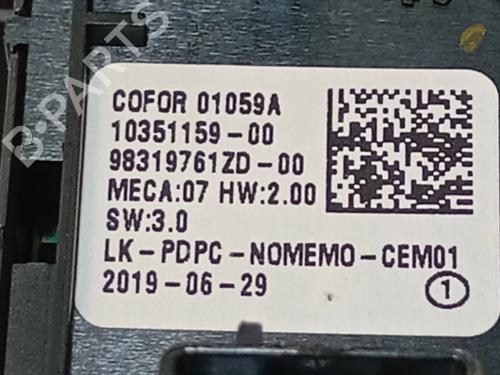 COFOR 01059A
10351159-00
98319761ZD-00
MECA:07 HW:2.00
SW:3.0
LK-PDPC-NOMEMO-CEM01
2019-06-29
1
B-PARTS